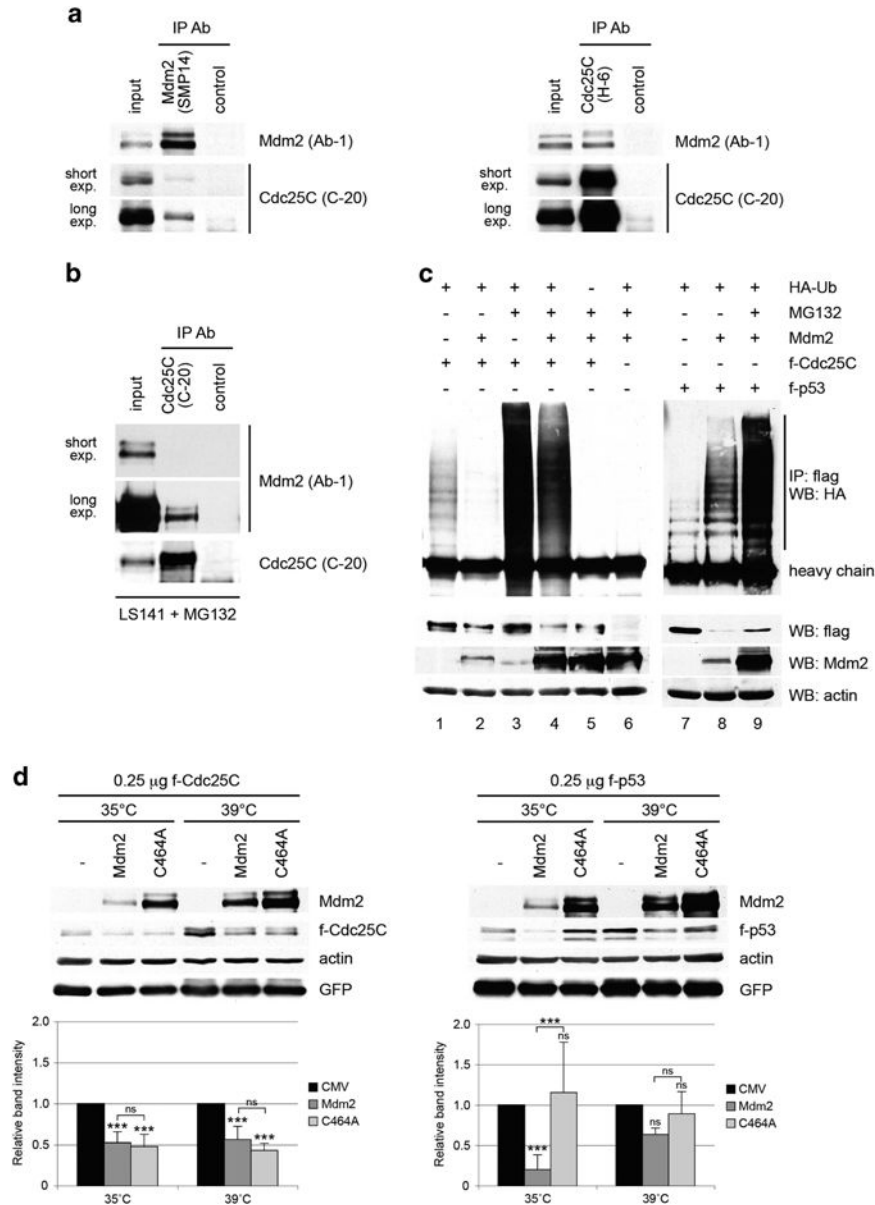 a
IP Ab
input
Mdm2 (SMP14)
control
Mdm2 (Ab-1)
short exp.
long exp.
Cdc25C (C-20)
IP Ab
input
Cdc25C (H-6)
control
Mdm2 (Ab-1)
short exp.
long exp.
Cdc25C (C-20)
b
IP Ab
input
Cdc25C (C-20)
control
short exp.
long exp.
Mdm2 (Ab-1)
Cdc25C (C-20)
LS141 + MG132
c
+ + + + - + + + + HA-Ub
- - + + + + - - + MG132
- + - + + + - + + Mdm2
+ + + + + - - - - f-Cdc25C
- - - - - - + + + f-p53
IP: flag
WB: HA
heavy chain
WB: flag
WB: Mdm2
WB: actin
1 2 3 4 5 6 7 8 9
d
0.25 μg f-Cdc25C
35°C 39°C
- Mdm2 C464A - Mdm2 C464A
Mdm2
f-Cdc25C
actin
GFP
Relative band intensity
2.0
1.5
1.0
0.5
0
ns
*** ***
ns
*** ***
35°C 39°C
CMV
Mdm2
C464A
0.25 μg f-p53
35°C 39°C
- Mdm2 C464A - Mdm2 C464A
Mdm2
f-p53
actin
GFP
Relative band intensity
2.0
1.5
1.0
0.5
0
***
ns
***
ns
ns
ns
35°C 39°C
CMV
Mdm2
C464A